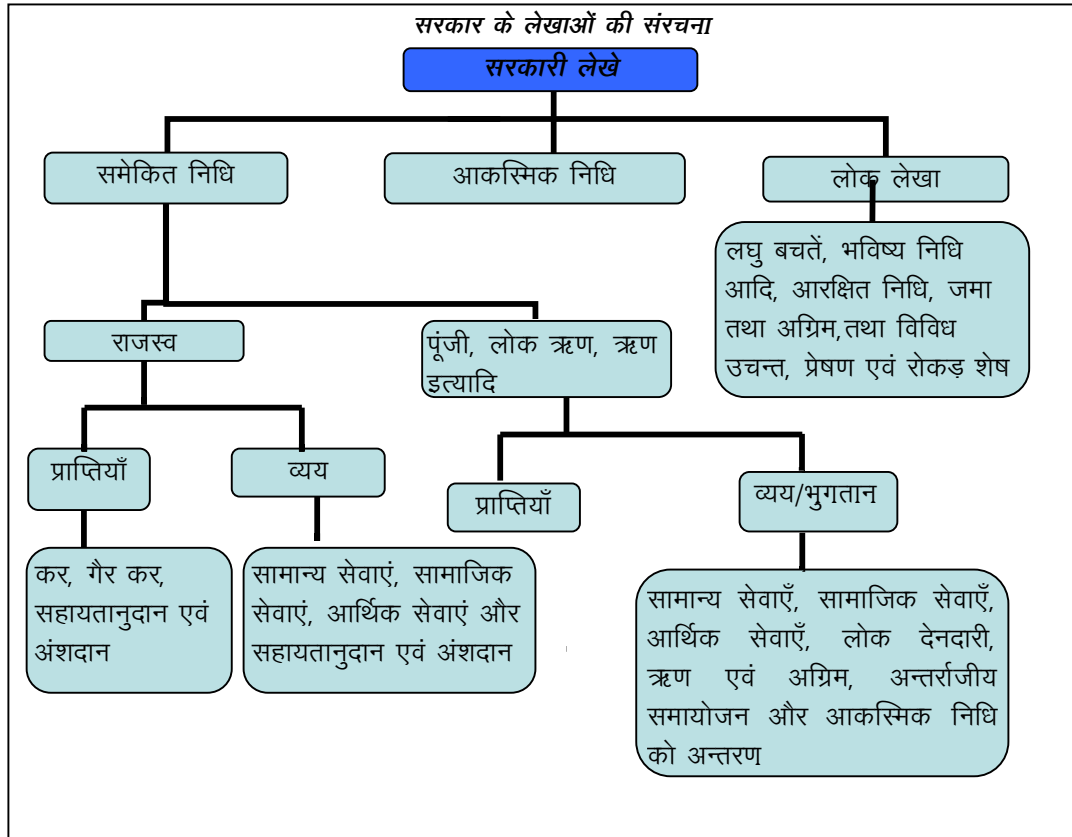 सरकार के लेखाओं की संरचना
सरकारी लेखे
समेकित निधि
आकस्मिक निधि
लोक लेखा
लघु बचतें, भविष्य निधि
आदि, आरक्षित निधि, जमा
तथा अग्रिम,तथा विविध
उचन्त, प्रेषण एवं रोकड़ शेष
राजस्व
पूंजी, लोक ऋण, ऋण
इत्यादि
प्राप्तियाँ
व्यय
प्राप्तियाँ
व्यय/भुगतान
कर, गैर कर,
सहायतानुदान एवं
अंशदान
सामान्य सेवाएं, सामाजिक
सेवाएं, आर्थिक सेवाएं और
सहायतानुदान एवं अंशदान
सामान्य सेवाएँ, सामाजिक सेवाएँ,
आर्थिक सेवाएँ, लोक देनदारी,
ऋण एवं अग्रिम, अन्तर्राजीय
समायोजन और आकस्मिक निधि
को अन्तरण